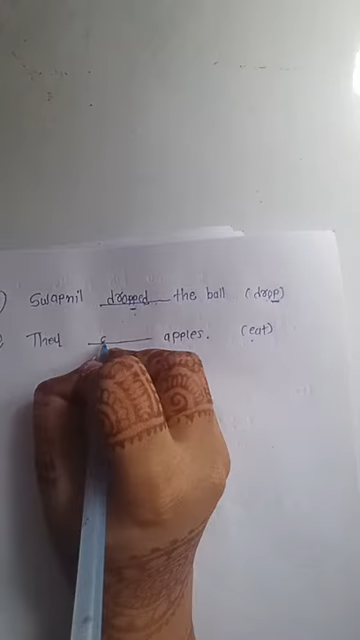 ) Swapnil dropped the ball (drop)
They apples. (eat)